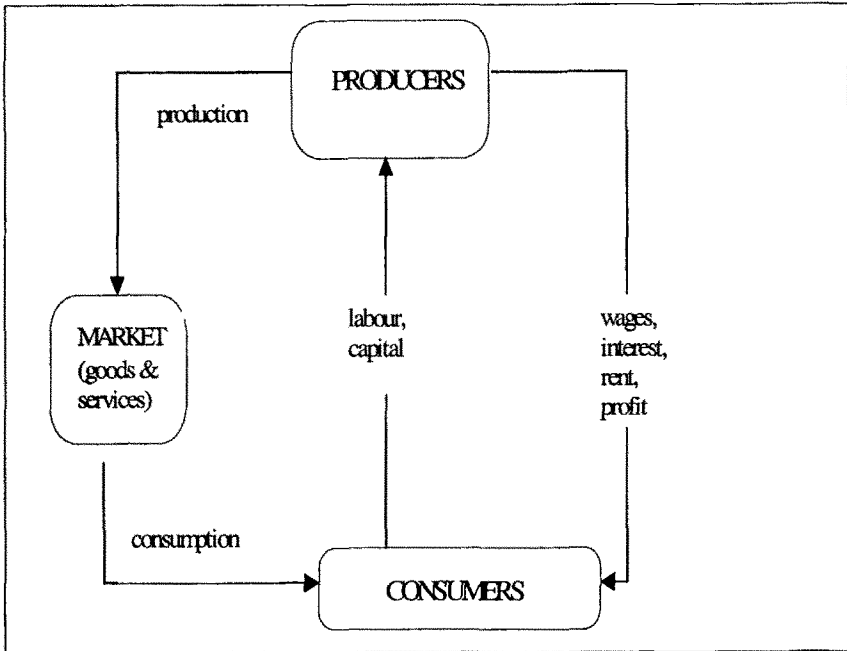 PRODUCERS
production
MARKET
(goods &
services)
labour,
capital
wages,
interest,
rent,
profit
consumption
CONSUMERS